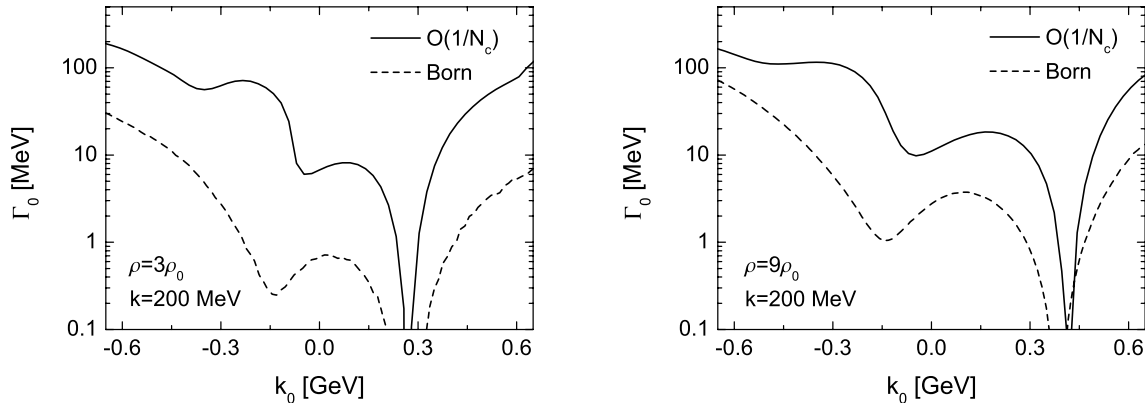 O(1/N_c)
Born
100
10
1
0.1
Γ_0 [MeV]
ρ=3ρ_0
k=200 MeV
-0.6 -0.3 0.0 0.3 0.6
k_0 [GeV]
O(1/N_c)
Born
100
10
1
0.1
Γ_0 [MeV]
ρ=9ρ_0
k=200 MeV
-0.6 -0.3 0.0 0.3 0.6
k_0 [GeV]